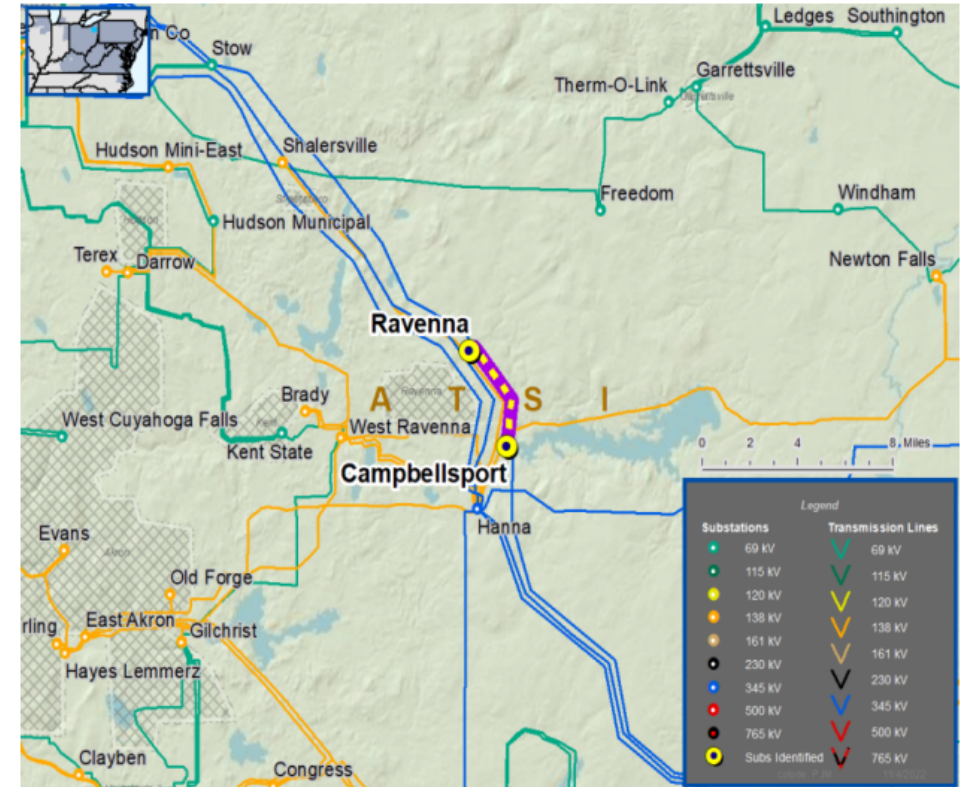 n Co
Stow
Ledges Southington
Garrettsville
Therm-O-Link
Hudson Mini-East
Shalersville
Freedom
Windham
Hudson Municipal
Terex
Darrow
Newton Falls
Ravenna
Ravenna
A T S I
Brady
West Ravenna
West Cuyahoga Falls
Kent
Kent State
0 2 4 8 Miles
Campbellsport
Hanna
Evans
Akron
Old Forge
rling
East Akron
Gilchrist
Hayes Lemmerz
Clayben
Congress
Legend
Substations Transmission Lines
69 kV 69 kV
115 kV 115 kV
120 kV 120 kV
138 kV 138 kV
161 kV 161 kV
230 kV 230 kV
345 kV 345 kV
500 kV 500 kV
765 kV 765 kV
Subs Identified